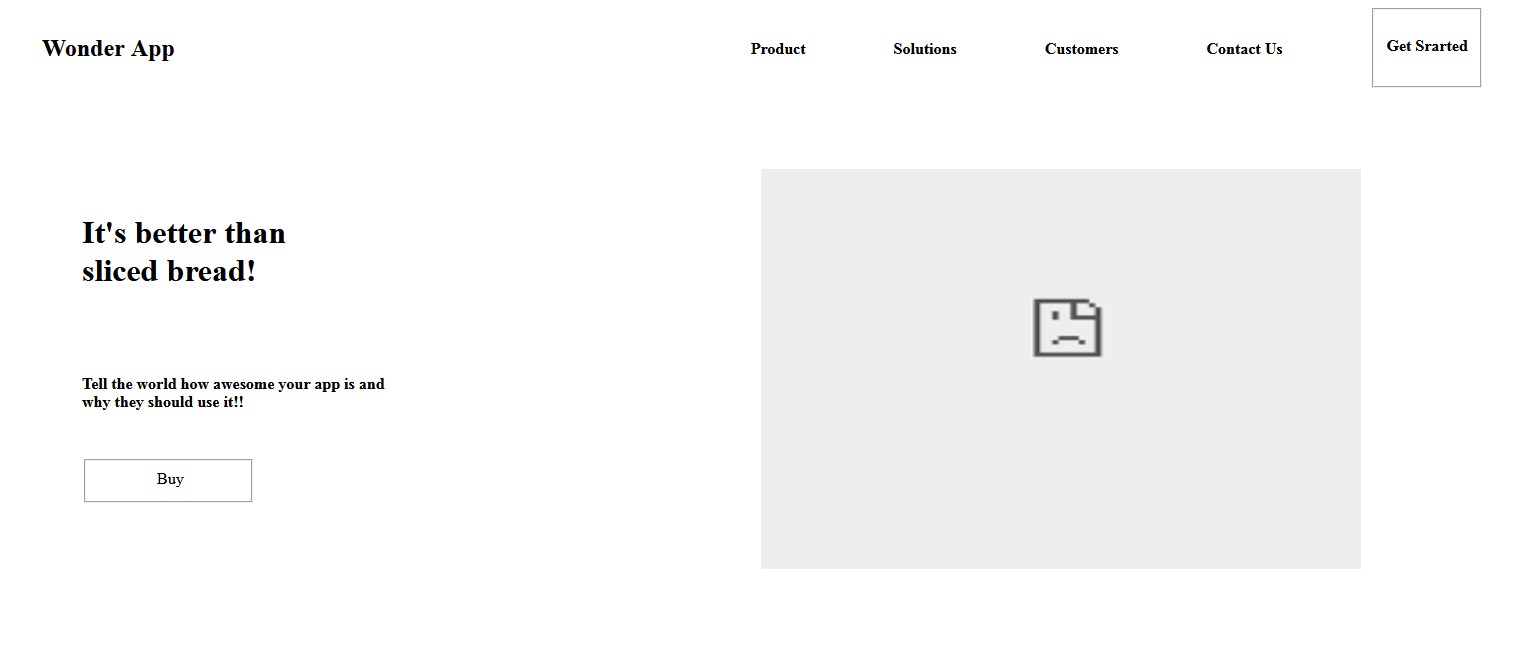 Wonder App
Product
Solutions
Customers
Contact Us
Get Srarted
It's better than
sliced bread!
Tell the world how awesome your app is and
why they should use it!!
Buy